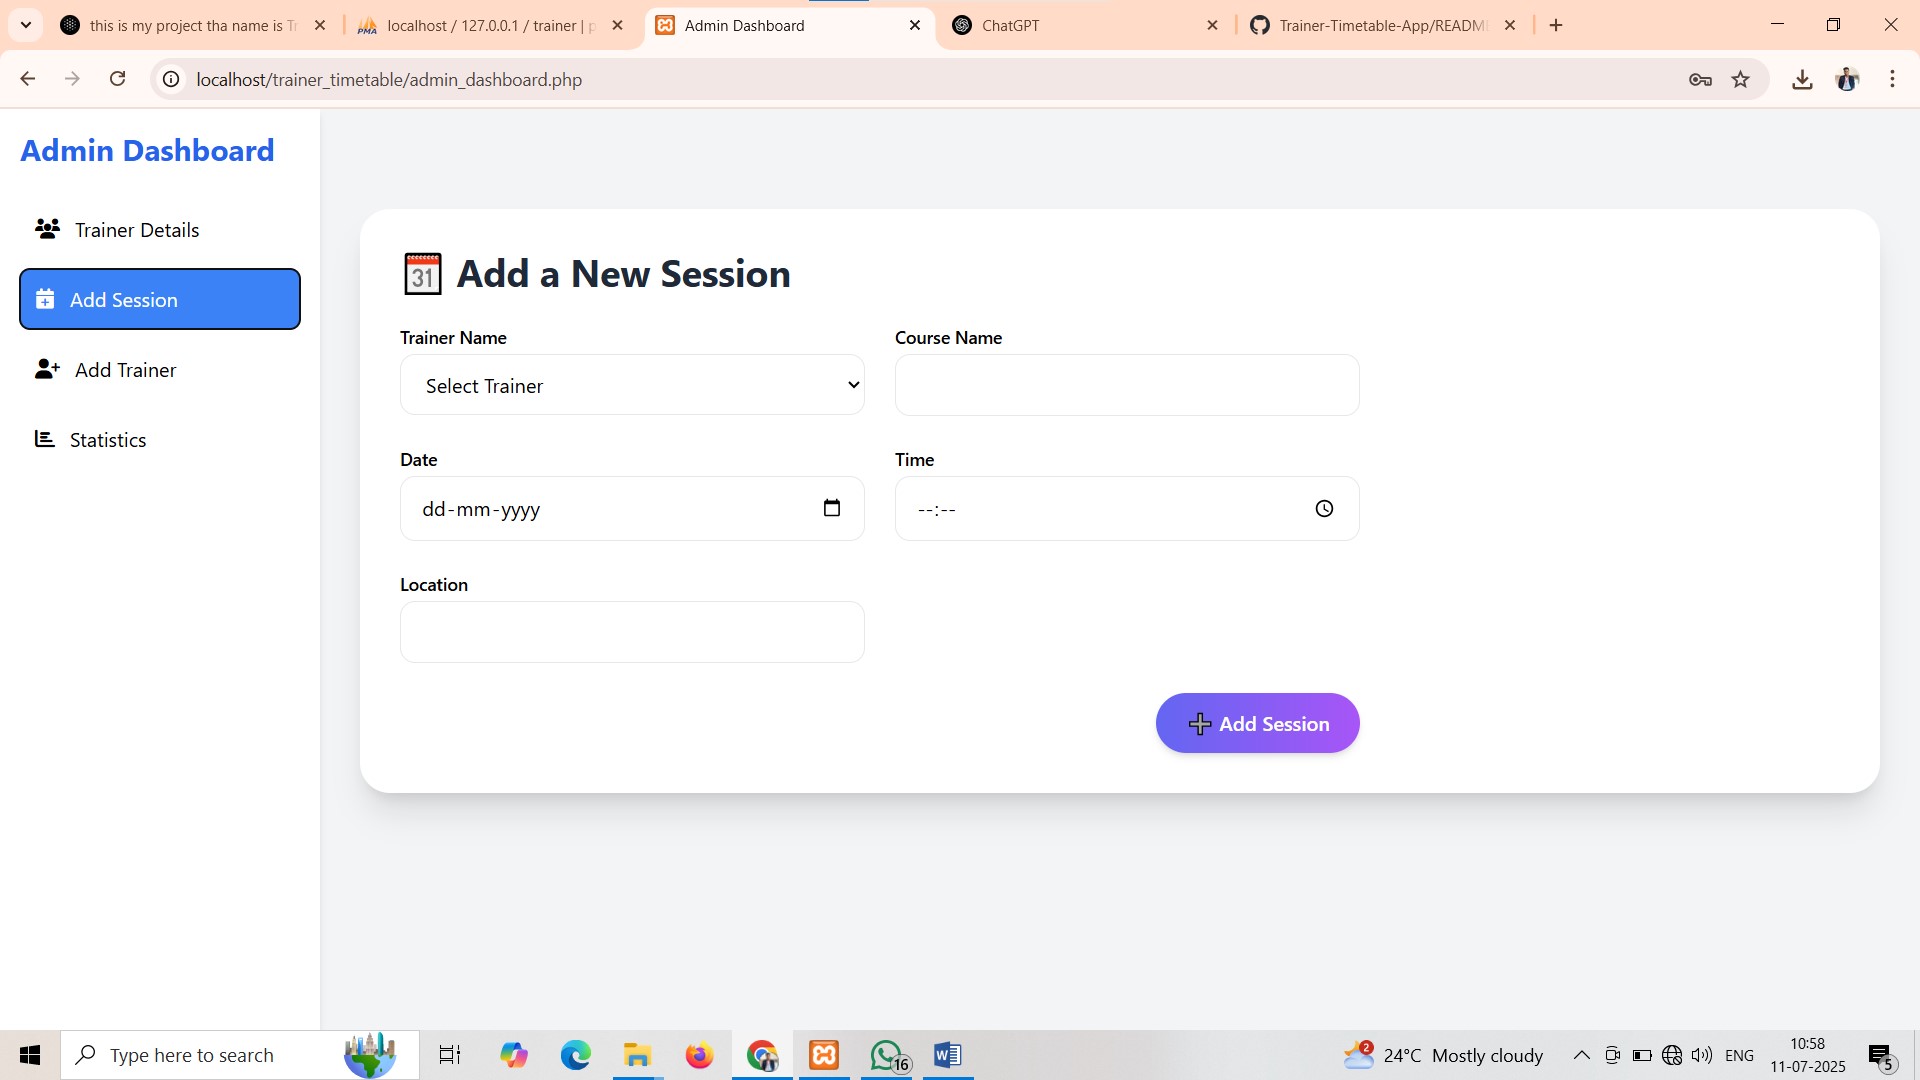 this is my project tha name is Tr
localhost / 127.0.0.1 / trainer | p
Admin Dashboard
ChatGPT
Trainer-Timetable-App/READM
localhost/trainer_timetable/admin_dashboard.php
Admin Dashboard
Trainer Details
Add Session
Add Trainer
Statistics
31 Add a New Session
Trainer Name
Course Name
Select Trainer
Date
Time
dd-mm-yyyy
--:--
Location
Add Session
Type here to search
16
2
24°C Mostly cloudy
ENG
10:58
11-07-2025
5